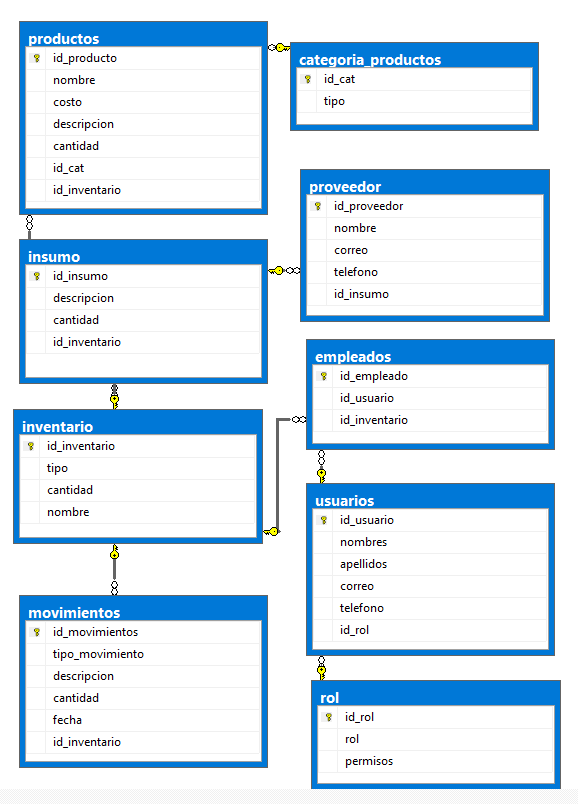 productos
id_producto
nombre
costo
descripcion
cantidad
id_cat
id_inventario
categoria_productos
id_cat
tipo
proveedor
id_proveedor
nombre
correo
telefono
id_insumo
insumo
id_insumo
descripcion
cantidad
id_inventario
empleados
id_empleado
id_usuario
id_inventario
inventario
id_inventario
tipo
cantidad
nombre
usuarios
id_usuario
nombres
apellidos
correo
telefono
id_rol
movimientos
id_movimientos
tipo_movimiento
descripcion
cantidad
fecha
id_inventario
rol
id_rol
rol
permisos